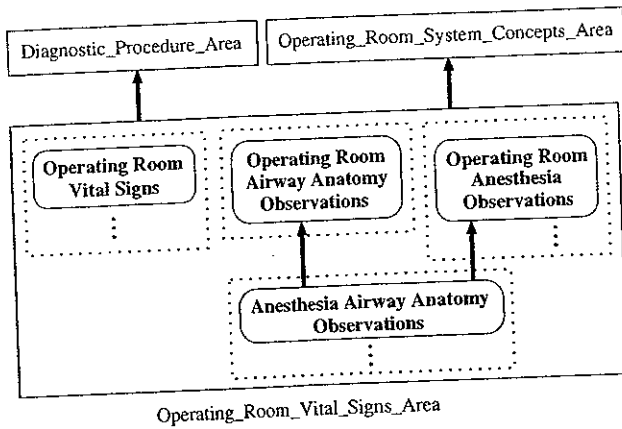 Diagnostic_Procedure_Area
Operating_Room_System_Concepts_Area
Operating Room
Vital Signs
Operating Room
Airway Anatomy
Observations
Operating Room
Anesthesia
Observations
Anesthesia Airway Anatomy
Observations
Operating_Room_Vital_Signs_Area